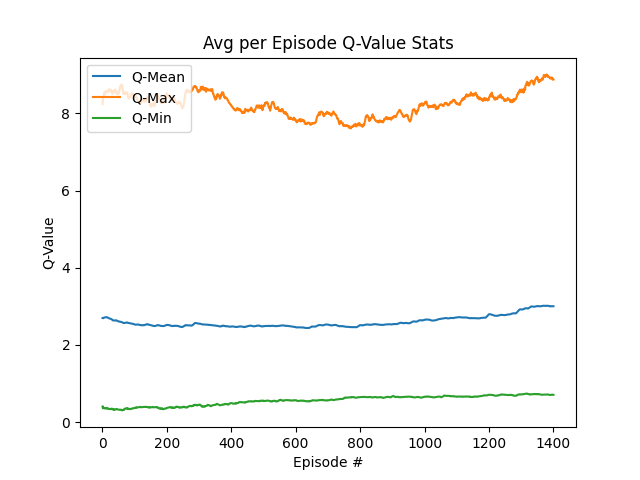 Avg per Episode Q-Value Stats
Q-Mean
Q-Max
Q-Min
8
6
4
2
0
Q-Value
0 200 400 600 800 1000 1200 1400
Episode #